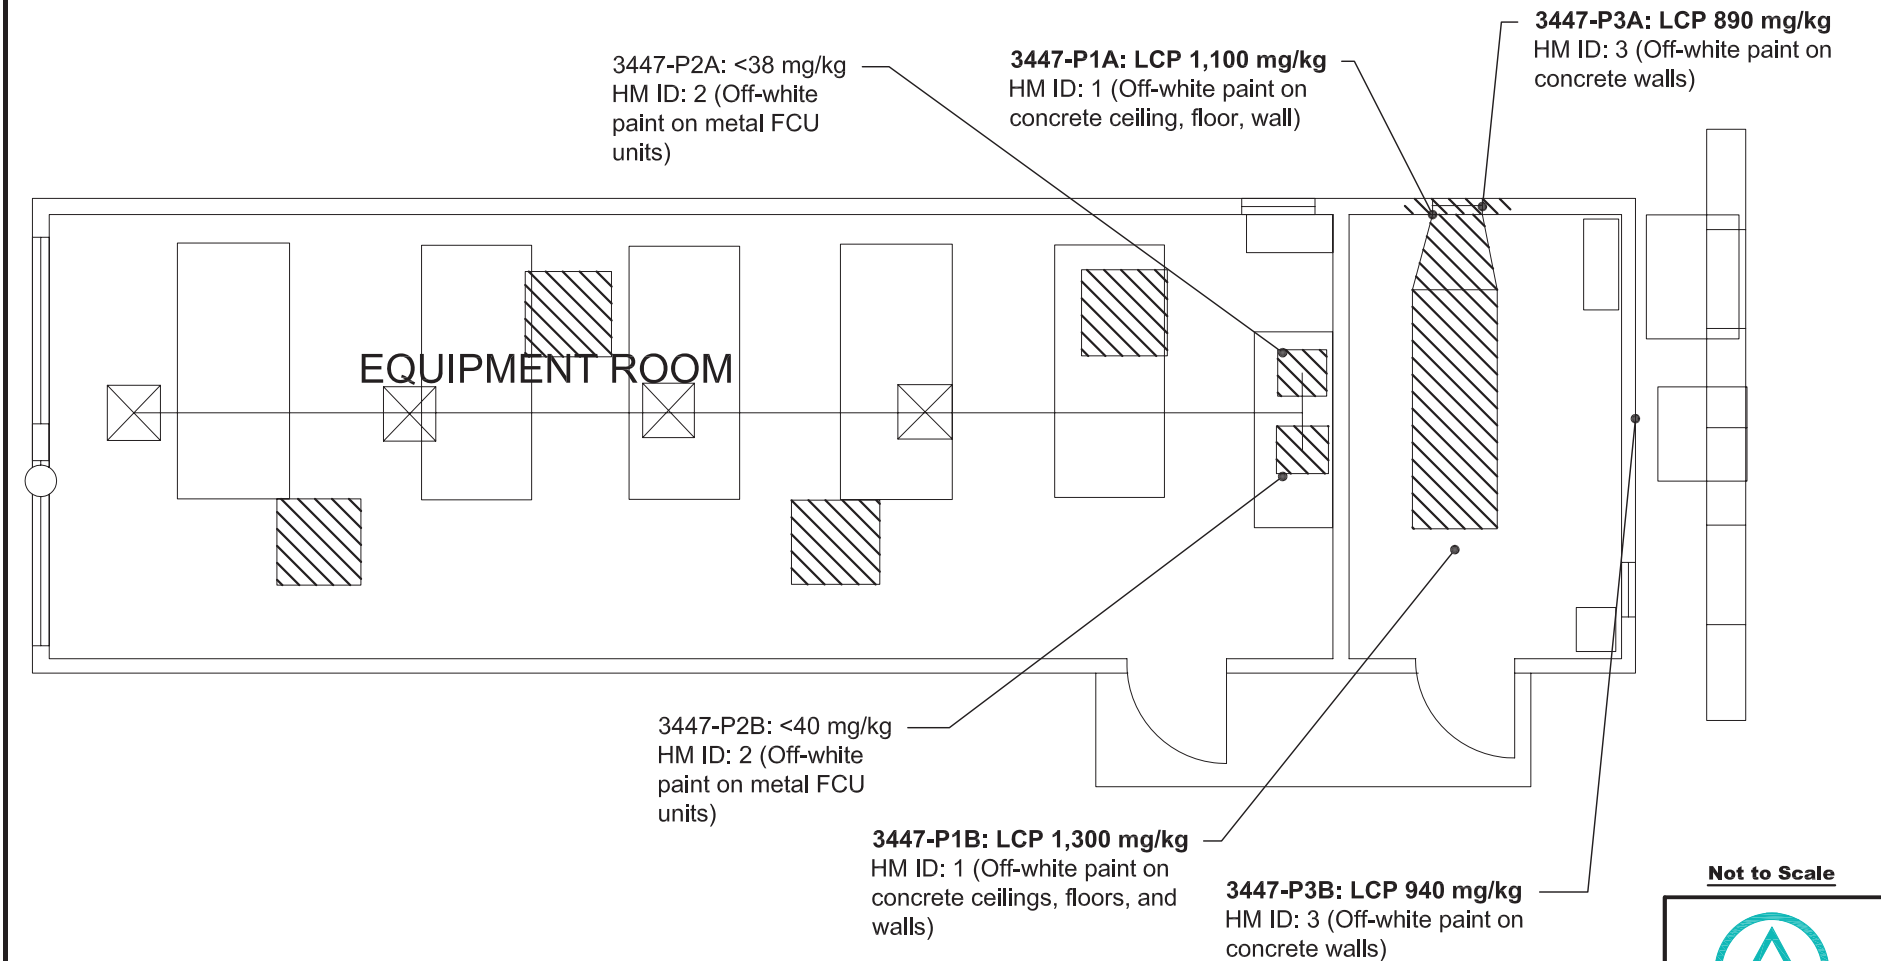 3447-P3A: LCP 890 mg/kg
HM ID: 3 (Off-white paint on
concrete walls)
3447-P1A: LCP 1,100 mg/kg
HM ID: 1 (Off-white paint on
concrete ceiling, floor, wall)
3447-P2A: <38 mg/kg
HM ID: 2 (Off-white
paint on metal FCU
units)
EQUIPMENT ROOM
3447-P2B: <40 mg/kg
HM ID: 2 (Off-white
paint on metal FCU
units)
3447-P1B: LCP 1,300 mg/kg
HM ID: 1 (Off-white paint on
concrete ceilings, floors, and
walls)
3447-P3B: LCP 940 mg/kg
HM ID: 3 (Off-white paint on
concrete walls)
Not to Scale